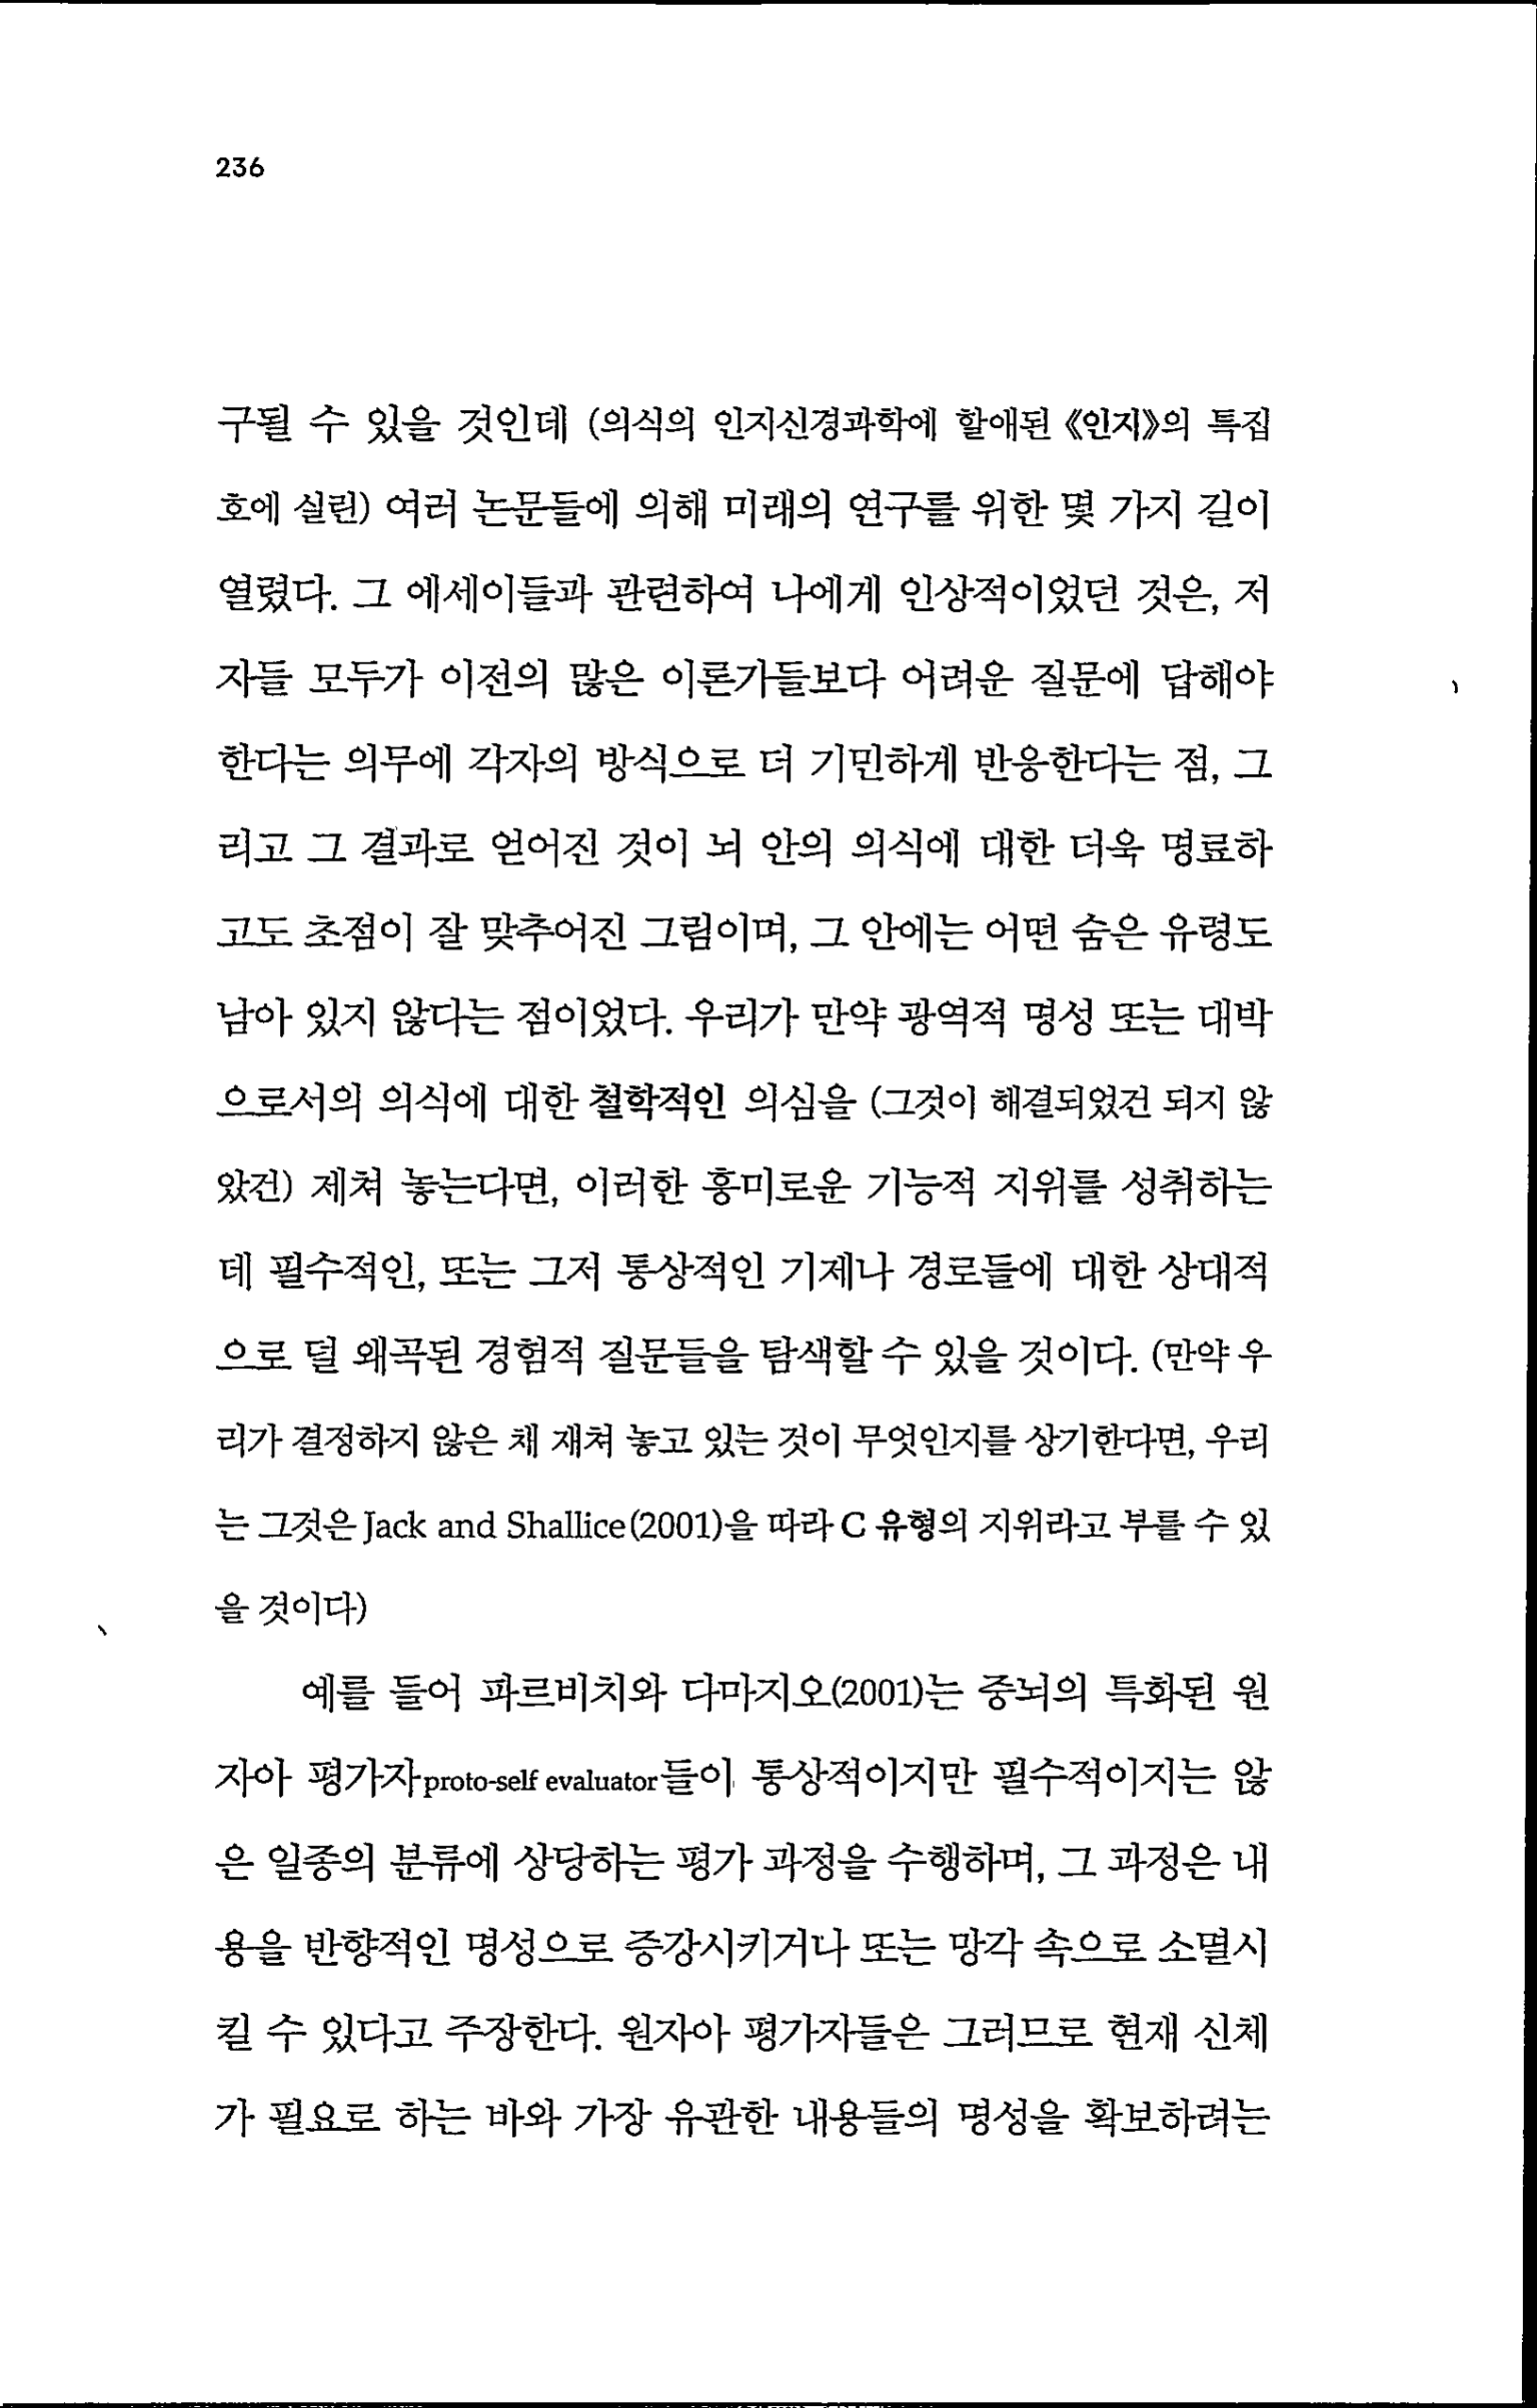 236
구될 수 있을 것인데 (의식의 인지신경과학에 할애된 《인지》의 특집
호에 실린) 여러 논문들에 의해 미래의 연구를 위한 몇 가지 길이
열렸다. 그 에세이들과 관련하여 나에게 인상적이었던 것은, 저
자들 모두가 이전의 많은 이론가들보다 어려운 질문에 답해야
한다는 의무에 각자의 방식으로 더 기민하게 반응한다는 점, 그
리고 그 결과로 얻어진 것이 뇌 안의 의식에 대한 더욱 명료하
고도 초점이 잘 맞추어진 그림이며, 그 안에는 어떤 숨은 유령도
남아 있지 않다는 점이었다. 우리가 만약 광역적 명성 또는 대박
으로서의 의식에 대한 철학적인 의심을 (그것이 해결되었건 되지 않
았건) 제쳐 놓는다면, 이러한 흥미로운 기능적 지위를 성취하는
데 필수적인, 또는 그저 통상적인 기제나 경로들에 대한 상대적
으로 덜 왜곡된 경험적 질문들을 탐색할 수 있을 것이다. (만약 우
리가 결정하지 않은 채 재쳐 놓고 있는 것이 무엇인지를 상기한다면, 우리
는 그것은 Jack and Shallice(2001)을 따라 C 유형의 지위라고 부를 수 있
을 것이다)
예를 들어 파르비치와 다마지오(2001)는 중뇌의 특화된 원
자아 평가자proto-self evaluator들이 통상적이지만 필수적이지는 않
은 일종의 분류에 상당하는 평가 과정을 수행하며, 그 과정은 내
용을 반향적인 명성으로 증강시키거나 또는 망각 속으로 소멸시
킬 수 있다고 주장한다. 원자아 평가자들은 그러므로 현재 신체
가 필요로 하는 바와 가장 유관한 내용들의 명성을 확보하려는